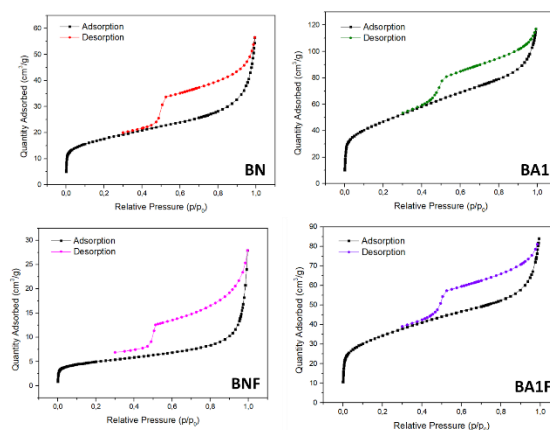 Quantity Adsorbed (cm³/g)
60
50
40
30
20
10
0
Adsorption
Desorption
BN
0,0 0,2 0,4 0,6 0,8 1,0
Relative Pressure (p/p₀)
Quantity Adsorbed (cm³/g)
120
100
80
60
40
20
0
Adsorption
Desorption
BA1
0,0 0,2 0,4 0,6 0,8 1,0
Relative Pressure (p/p₀)
Quantity Adsorbed (cm³/g)
30
25
20
15
10
5
0
Adsorption
Desorption
BNF
0,0 0,2 0,4 0,6 0,8 1,0
Relative Pressure (p/p₀)
Quantity Adsorbed (cm³/g)
90
80
70
60
50
40
30
20
10
0
Adsorption
Desorption
BA1F
0,0 0,2 0,4 0,6 0,8 1,0
Relative Pressure (p/p₀)